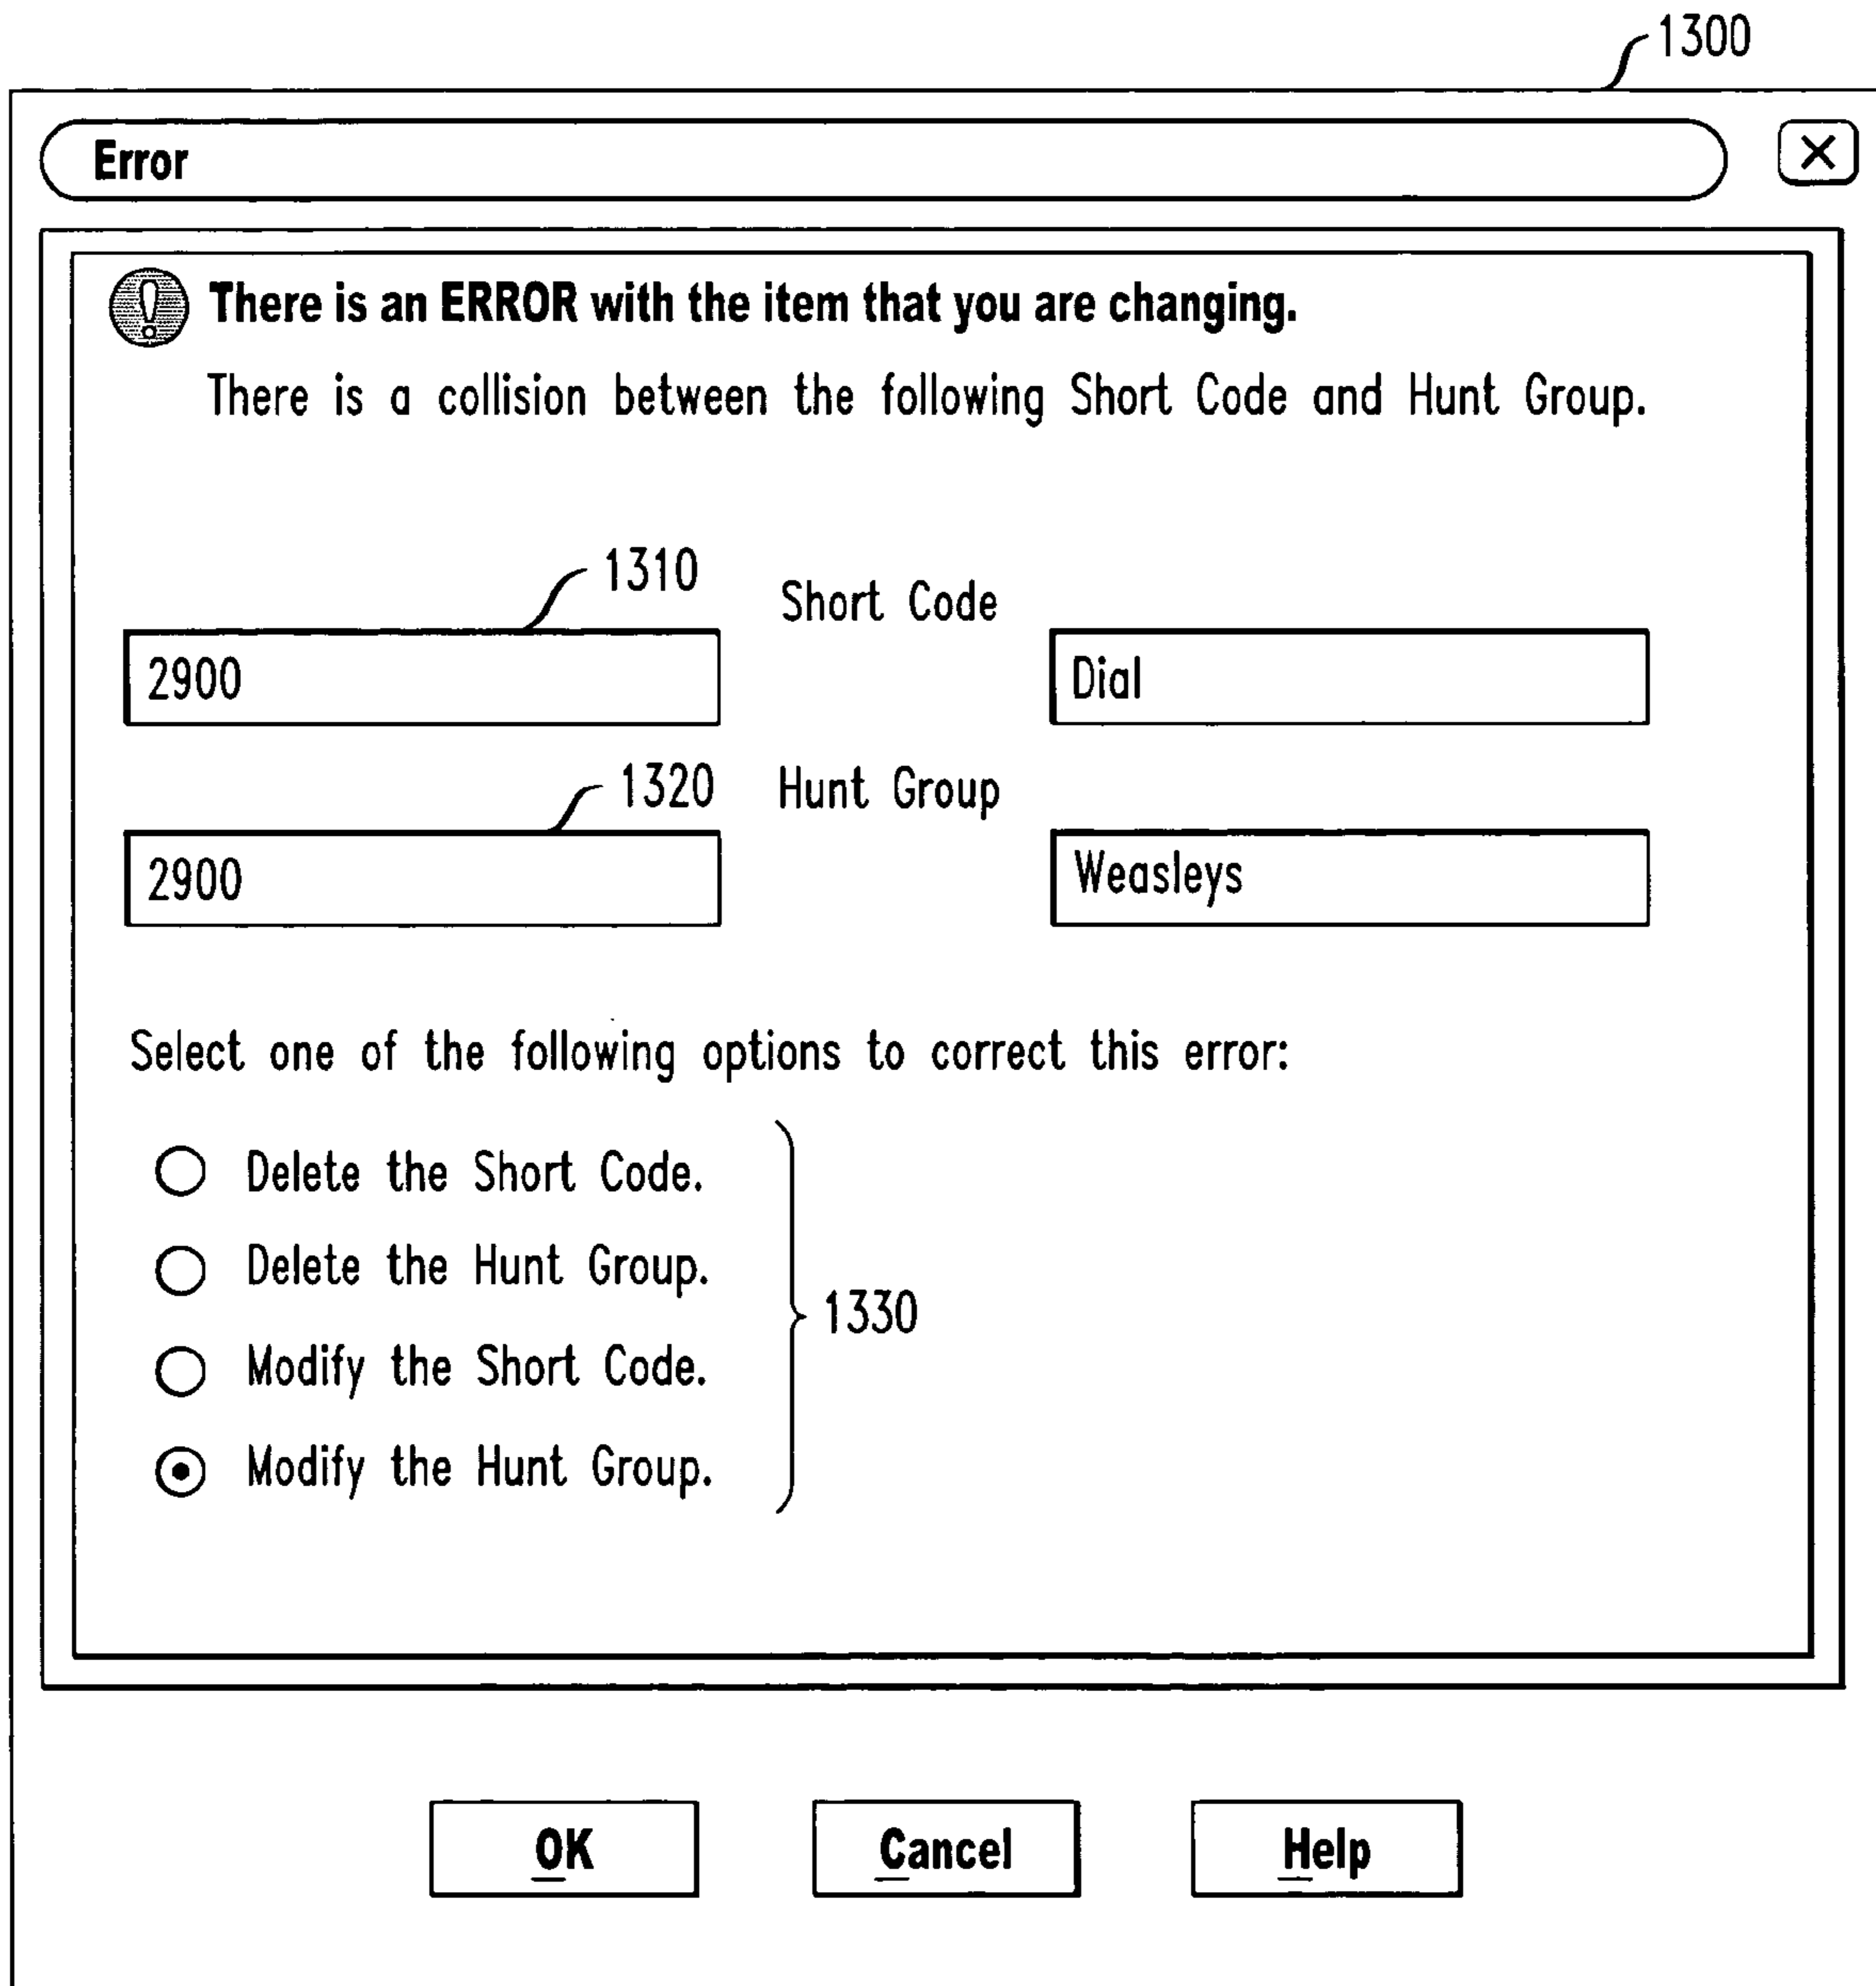 1300
Error
There is an ERROR with the item that you are changing.
There is a collision between the following Short Code and Hunt Group.
1310
Short Code
2900
Dial
1320
Hunt Group
2900
Weasleys
Select one of the following options to correct this error:
Delete the Short Code.
Delete the Hunt Group.
1330
Modify the Short Code.
Modify the Hunt Group.
OK
Cancel
Help